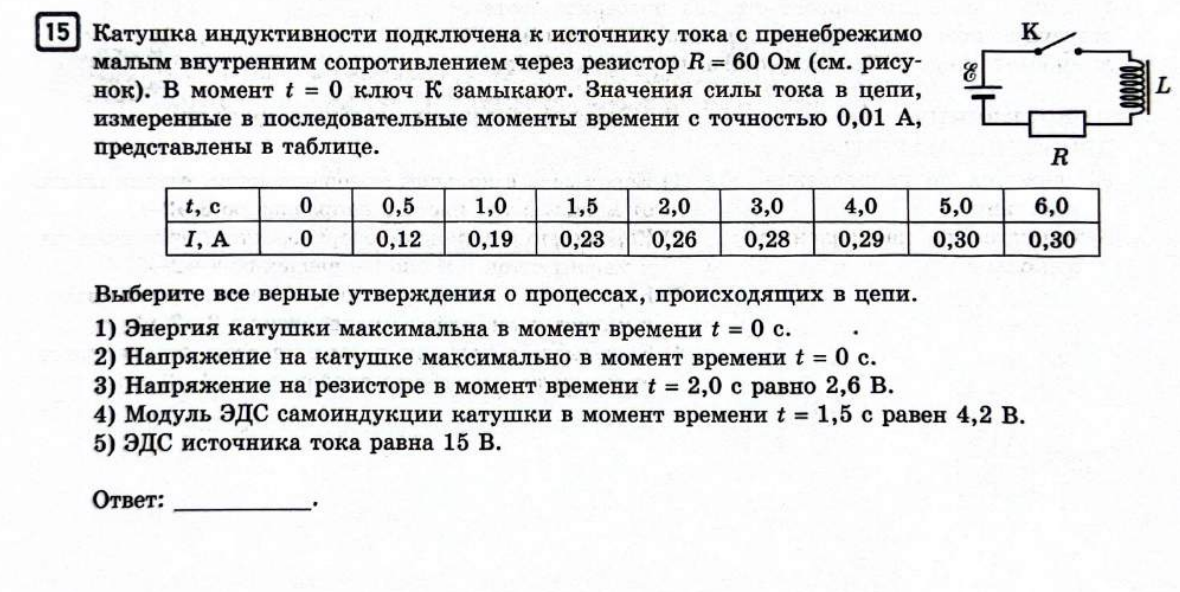 15 Катушка индуктивности подключена к источнику тока с пренебрежимо
малым внутренним сопротивлением через резистор R = 60 Ом (см. рису-
нок). В момент t = 0 ключ К замыкают. Значения силы тока в цепи,
измеренные в последовательные моменты времени с точностью 0,01 А,
представлены в таблице.
К
ℰ
L
R
t, с 0 0,5 1,0 1,5 2,0 3,0 4,0 5,0 6,0
I, А 0 0,12 0,19 0,23 0,26 0,28 0,29 0,30 0,30
Выберите все верные утверждения о процессах, происходящих в цепи.
1) Энергия катушки максимальна в момент времени t = 0 с.
2) Напряжение на катушке максимально в момент времени t = 0 с.
3) Напряжение на резисторе в момент времени t = 2,0 с равно 2,6 В.
4) Модуль ЭДС самоиндукции катушки в момент времени t = 1,5 с равен 4,2 В.
5) ЭДС источника тока равна 15 В.
Ответ: ___________.